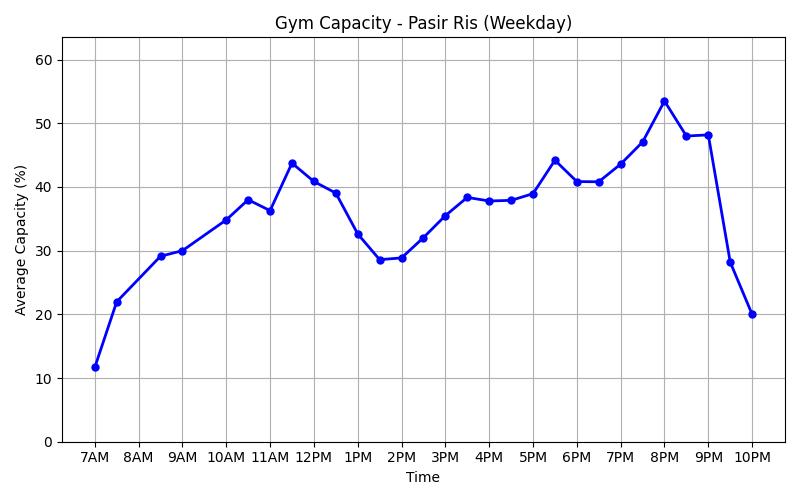 Gym Capacity - Pasir Ris (Weekday)
Average Capacity (%)
60
50
40
30
20
10
0
7AM 8AM 9AM 10AM 11AM 12PM 1PM 2PM 3PM 4PM 5PM 6PM 7PM 8PM 9PM 10PM
Time